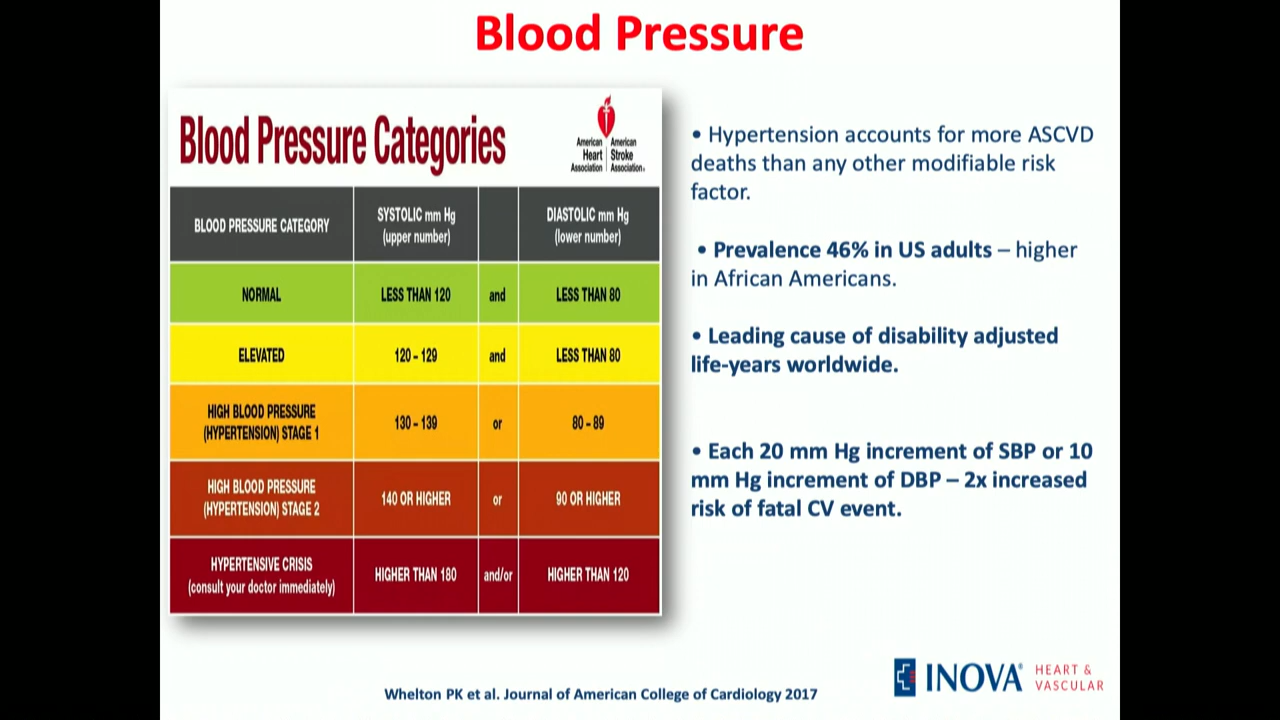 Blood Pressure
Blood Pressure Categories
American Heart Association
American Stroke Association®
BLOOD PRESSURE CATEGORY
SYSTOLIC mm Hg
(upper number)
DIASTOLIC mm Hg
(lower number)
NORMAL
LESS THAN 120
and
LESS THAN 80
ELEVATED
120 – 129
and
LESS THAN 80
HIGH BLOOD PRESSURE
(HYPERTENSION) STAGE 1
130 – 139
or
80 – 89
HIGH BLOOD PRESSURE
(HYPERTENSION) STAGE 2
140 OR HIGHER
or
90 OR HIGHER
HYPERTENSIVE CRISIS
(consult your doctor immediately)
HIGHER THAN 180
and/or
HIGHER THAN 120
• Hypertension accounts for more ASCVD
deaths than any other modifiable risk
factor.
• Prevalence 46% in US adults – higher
in African Americans.
• Leading cause of disability adjusted
life-years worldwide.
• Each 20 mm Hg increment of SBP or 10
mm Hg increment of DBP – 2x increased
risk of fatal CV event.
Whelton PK et al. Journal of American College of Cardiology 2017
INOVA®
HEART &
VASCULAR